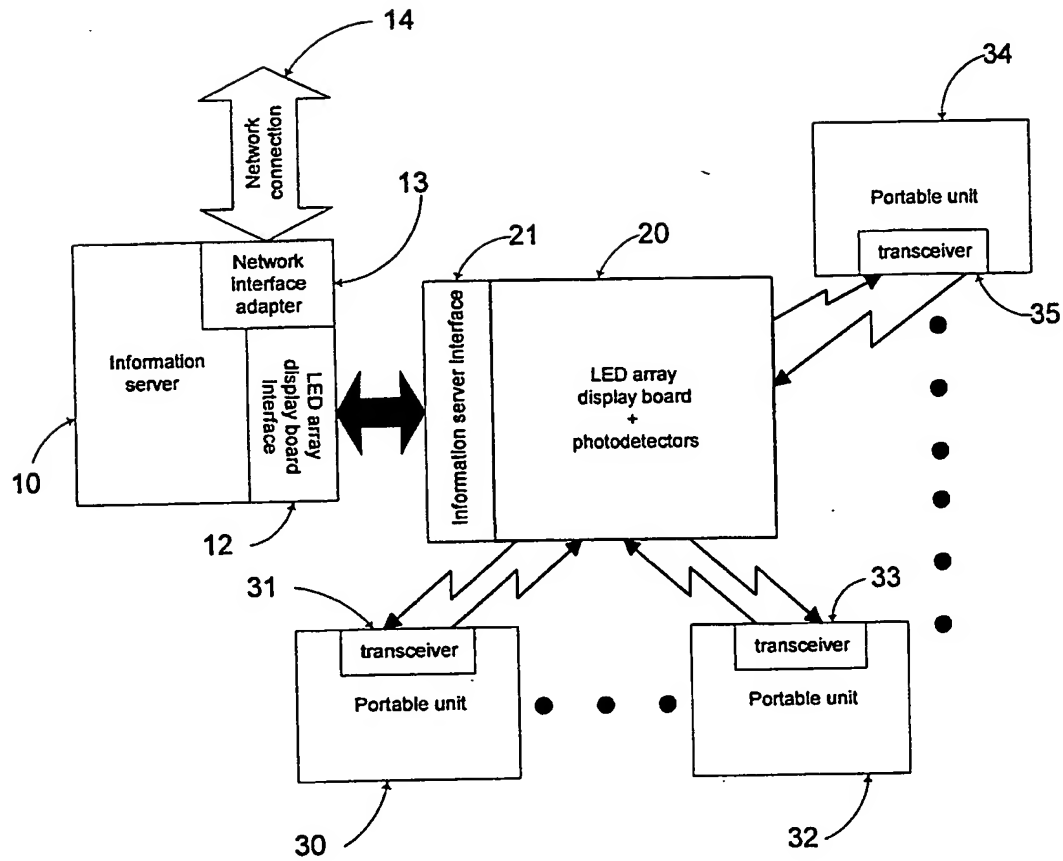 14
Network
connection
13
Network
Interface
adapter
Information
server
LED array
display board
Interface
10
12
21
20
Information server Interface
LED array
display board
+
photodetectors
34
Portable unit
transceiver
35
31
transceiver
Portable unit
30
33
transceiver
Portable unit
32